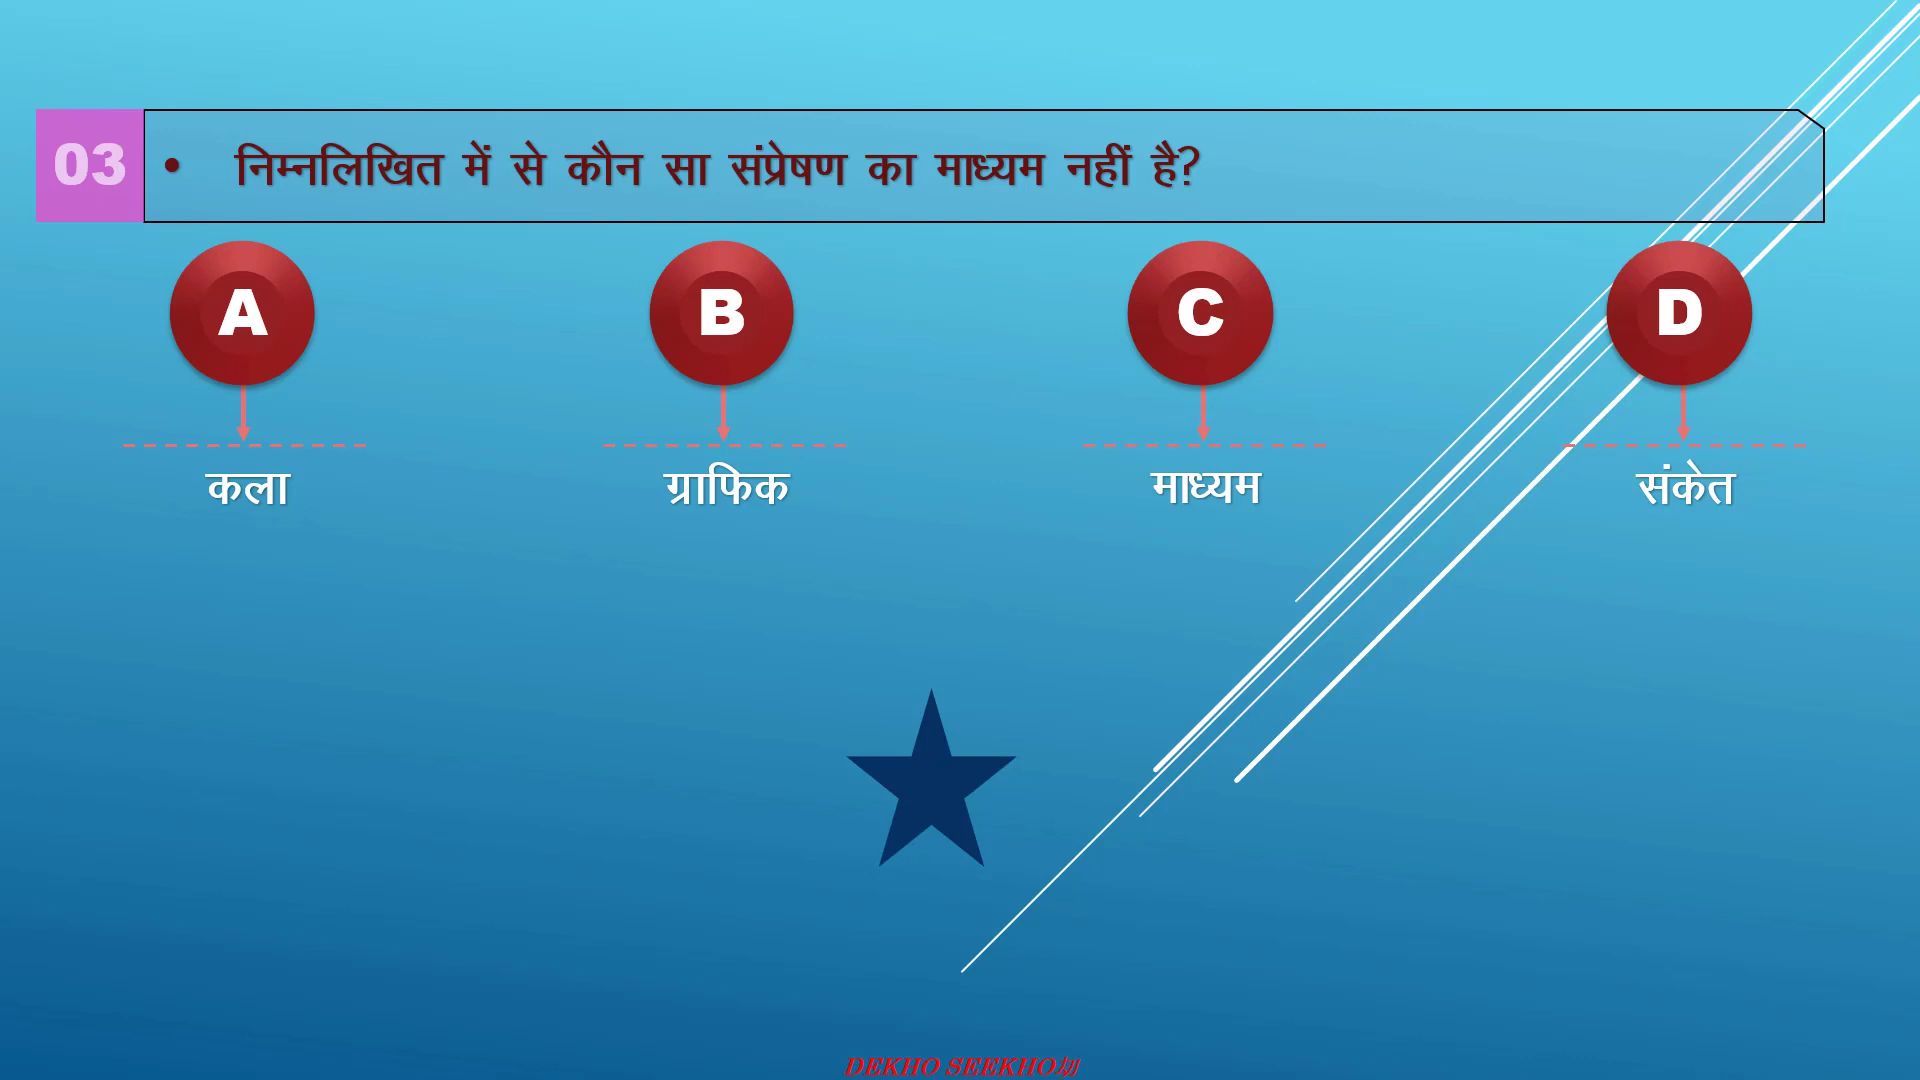 03
• निम्नलिखित में से कौन सा संप्रेषण का माध्यम नहीं है?
A
B
C
D
कला
ग्राफिक
माध्यम
संकेत
DEKHO SEEKHO